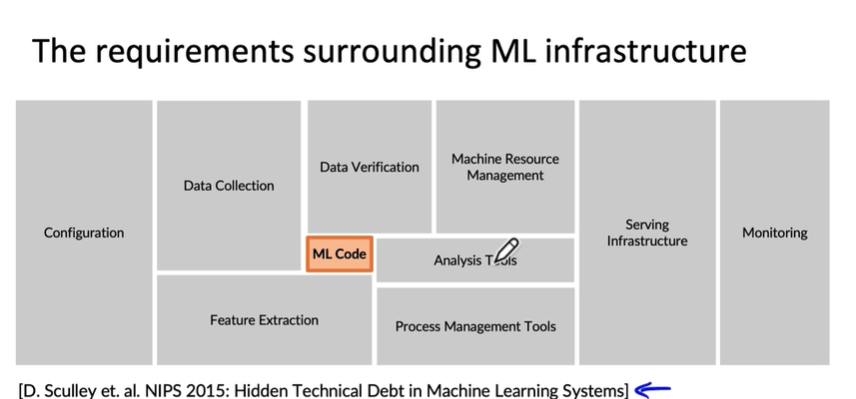 The requirements surrounding ML infrastructure
Configuration
Data Collection
Data Verification
Machine Resource
Management
ML Code
Analysis Tools
Feature Extraction
Process Management Tools
Serving
Infrastructure
Monitoring
[D. Sculley et. al. NIPS 2015: Hidden Technical Debt in Machine Learning Systems]